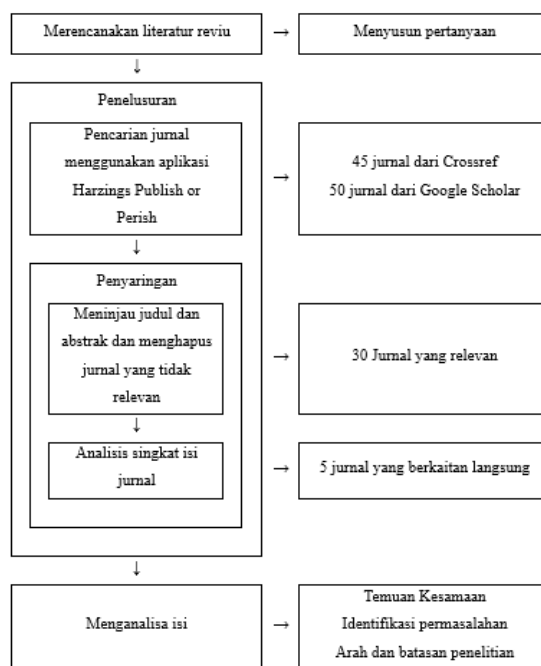 Merencanakan literatur reviu → Menyusun pertanyaan
↓
Penelusuran
Pencarian jurnal
menggunakan aplikasi
Harzings Publish or
Perish
→
45 jurnal dari Crossref
50 jurnal dari Google Scholar
↓
Penyaringan
Meninjau judul dan
abstrak dan menghapus
jurnal yang tidak
relevan
→
30 Jurnal yang relevan
↓
Analisis singkat isi
jurnal
→
5 jurnal yang berkaitan langsung
↓
Menganalisa isi
→
Temuan Kesamaan
Identifikasi permasalahan
Arah dan batasan penelitian